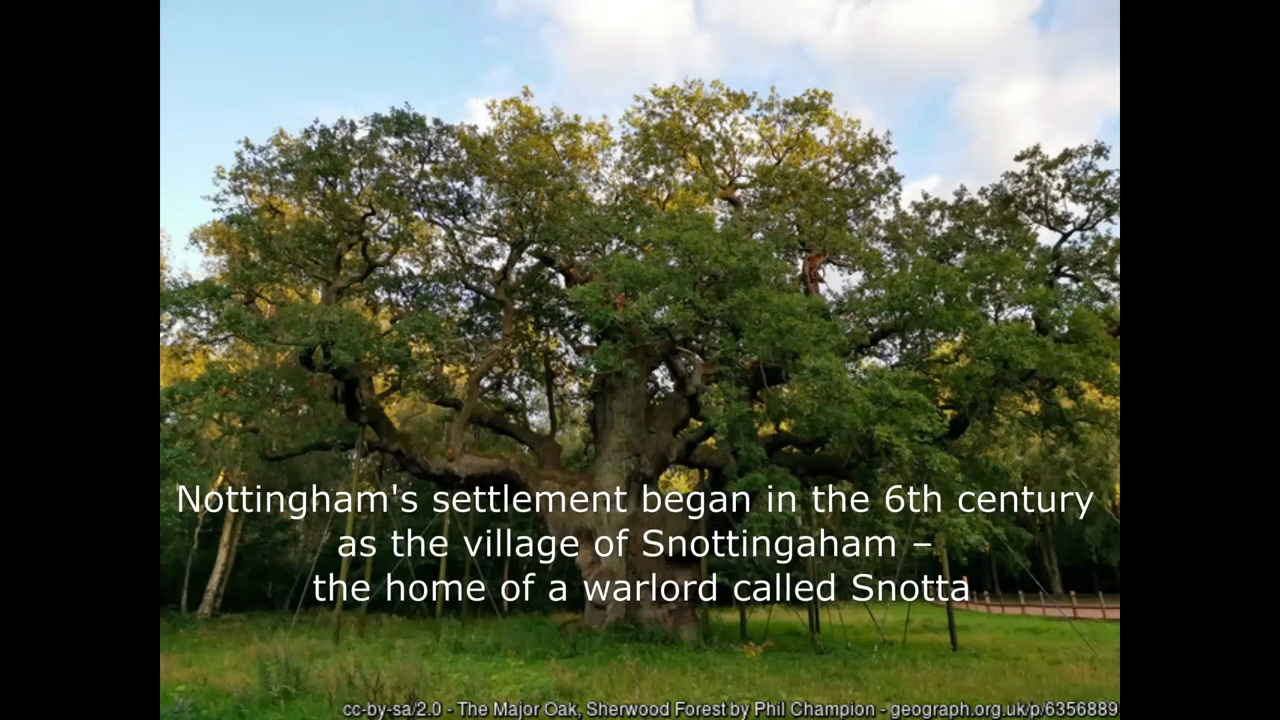 Nottingham's settlement began in the 6th century
as the village of Snottingaham –
the home of a warlord called Snotta
cc-by-sa/2.0 - The Major Oak, Sherwood Forest by Phil Champion - geograph.org.uk/p/6356889